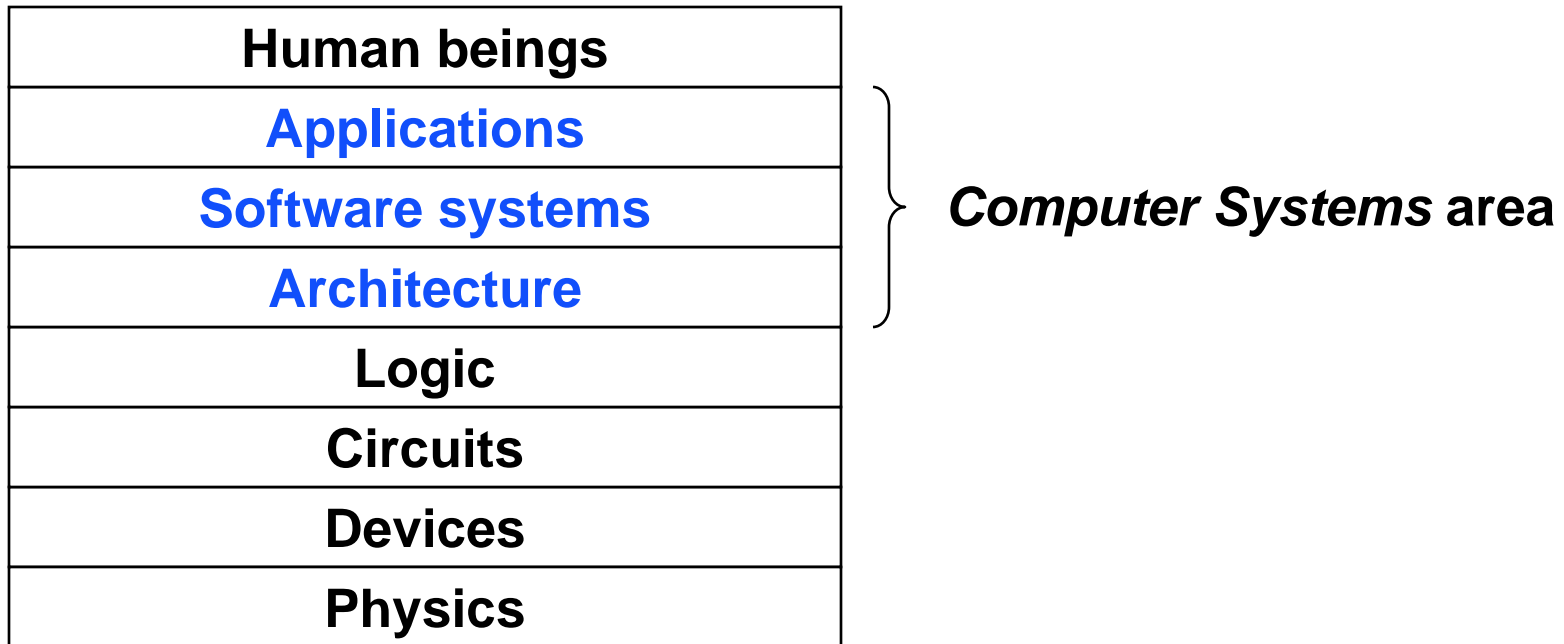 Human beings
Applications
Software systems
Architecture
Logic
Circuits
Devices
Physics
Computer Systems area